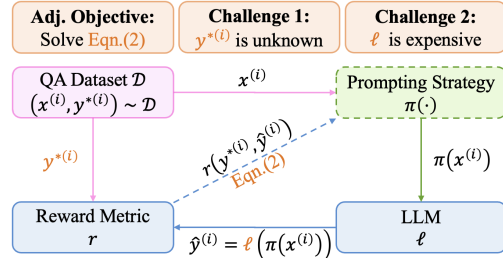 Adj. Objective:
Solve Eqn.(2)
Challenge 1:
y*⁽ⁱ⁾ is unknown
Challenge 2:
ℓ is expensive
QA Dataset 𝒟
(x⁽ⁱ⁾, y*⁽ⁱ⁾) ~ 𝒟
x⁽ⁱ⁾
Prompting Strategy
π(·)
y*⁽ⁱ⁾
r(y*⁽ⁱ⁾, ŷ⁽ⁱ⁾)
Eqn.(2)
π(x⁽ⁱ⁾)
Reward Metric
r
ŷ⁽ⁱ⁾ = ℓ(π(x⁽ⁱ⁾))
LLM
ℓ